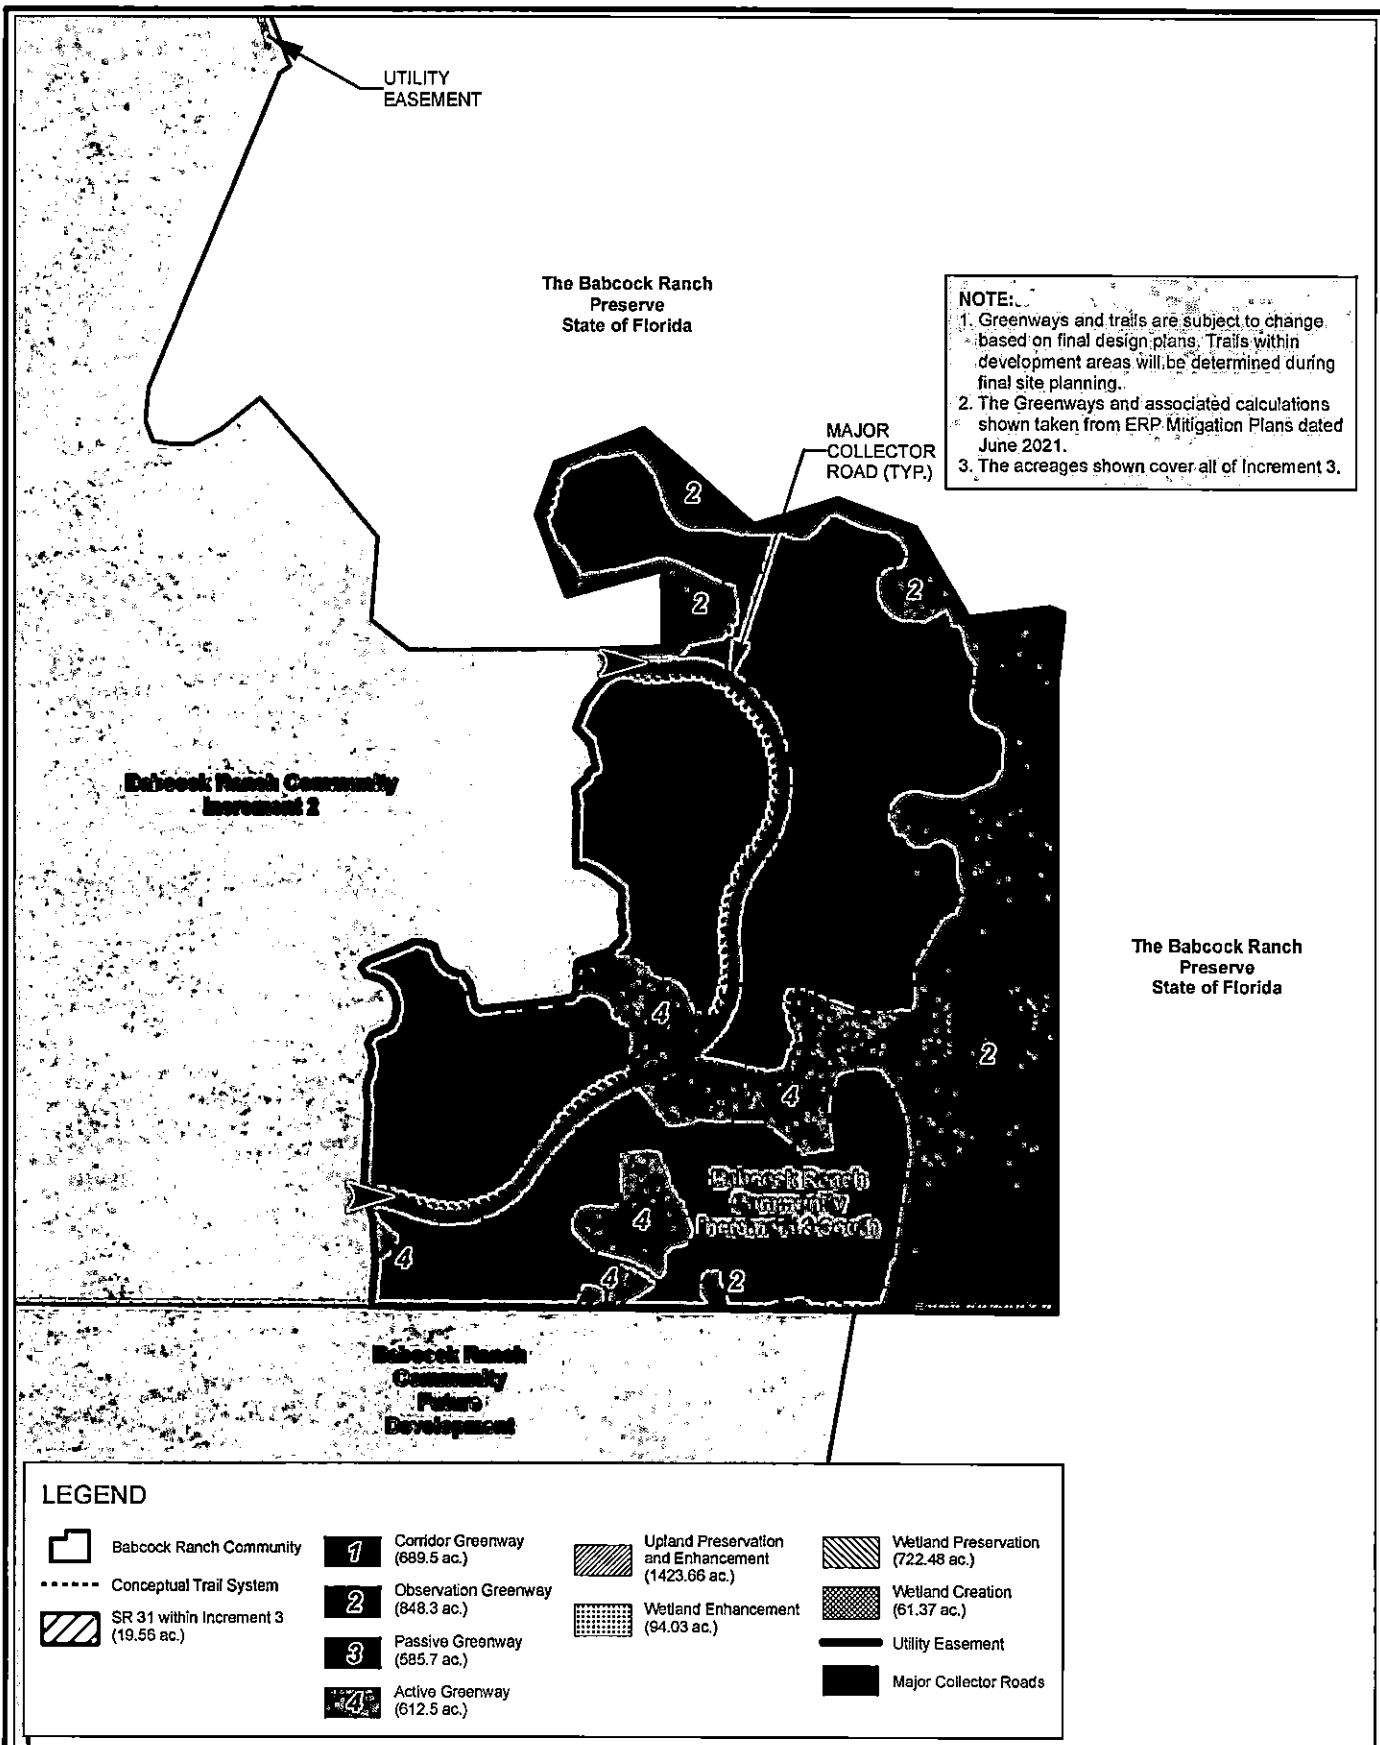 UTILITY
EASEMENT
The Babcock Ranch
Preserve
State of Florida
NOTE:
1. Greenways and trails are subject to change
based on final design plans. Trails within
development areas will be determined during
final site planning.
2. The Greenways and associated calculations
shown taken from ERP Mitigation Plans dated
June 2021.
3. The acreages shown cover all of Increment 3.
MAJOR
COLLECTOR
ROAD (TYP.)
2
2
2
Babcock Ranch Community
Increment 2
The Babcock Ranch
Preserve
State of Florida
4
2
4
Babcock Ranch
Community
Increment 3 South
4
4
4
2
Babcock Ranch
Community
Future
Development
LEGEND
Babcock Ranch Community
Conceptual Trail System
SR 31 within Increment 3
(19.56 ac.)
1 Corridor Greenway
(689.5 ac.)
2 Observation Greenway
(848.3 ac.)
3 Passive Greenway
(585.7 ac.)
4 Active Greenway
(612.5 ac.)
Upland Preservation
and Enhancement
(1423.66 ac.)
Wetland Enhancement
(94.03 ac.)
Wetland Preservation
(722.48 ac.)
Wetland Creation
(61.37 ac.)
Utility Easement
Major Collector Roads